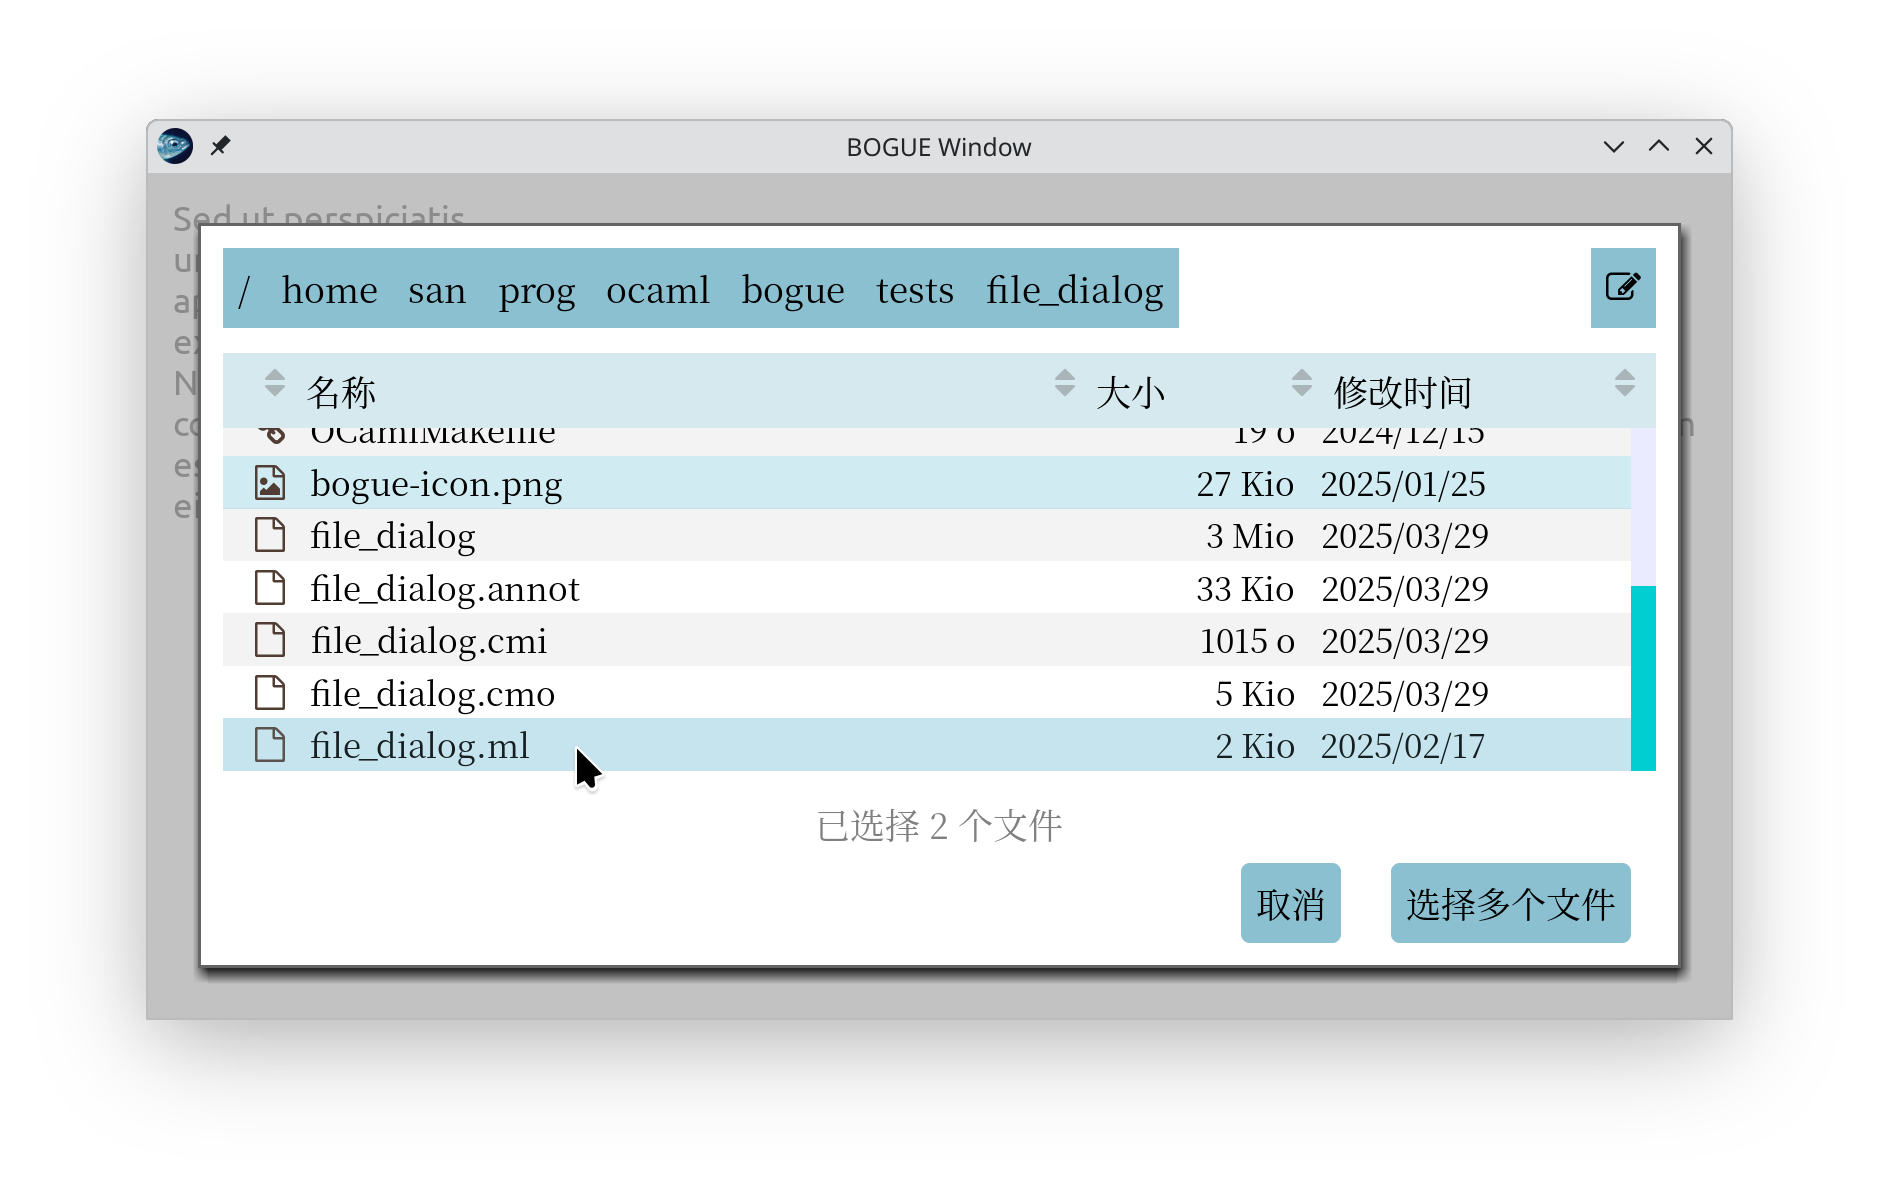 BOGUE Window
Sed ut perspiciatis
/ home san prog ocaml bogue tests file_dialog
名称 大小 修改时间
OCamlMakefile 19 o 2024/12/15
bogue-icon.png 27 Kio 2025/01/25
file_dialog 3 Mio 2025/03/29
file_dialog.annot 33 Kio 2025/03/29
file_dialog.cmi 1015 o 2025/03/29
file_dialog.cmo 5 Kio 2025/03/29
file_dialog.ml 2 Kio 2025/02/17
已选择 2 个文件
取消 选择多个文件